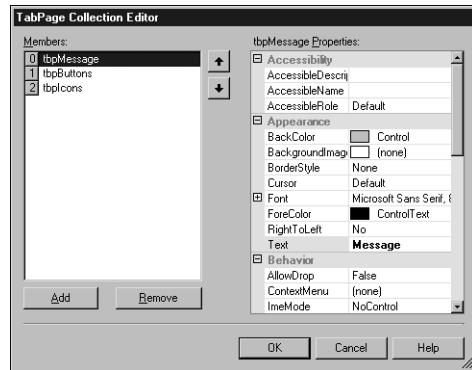 TabPage Collection Editor
Members:
0 tbpMessage
1 tbpButtons
2 tbpIcons
Add Remove
tbpMessage Properties:
Accessibility
AccessibleDescri
AccessibleName
AccessibleRole Default
Appearance
BackColor Control
BackgroundImag (none)
BorderStyle None
Cursor Default
Font Microsoft Sans Serif, 8
ForeColor ControlText
RightToLeft No
Text Message
Behavior
AllowDrop False
ContextMenu (none)
ImeMode NoControl
OK Cancel Help